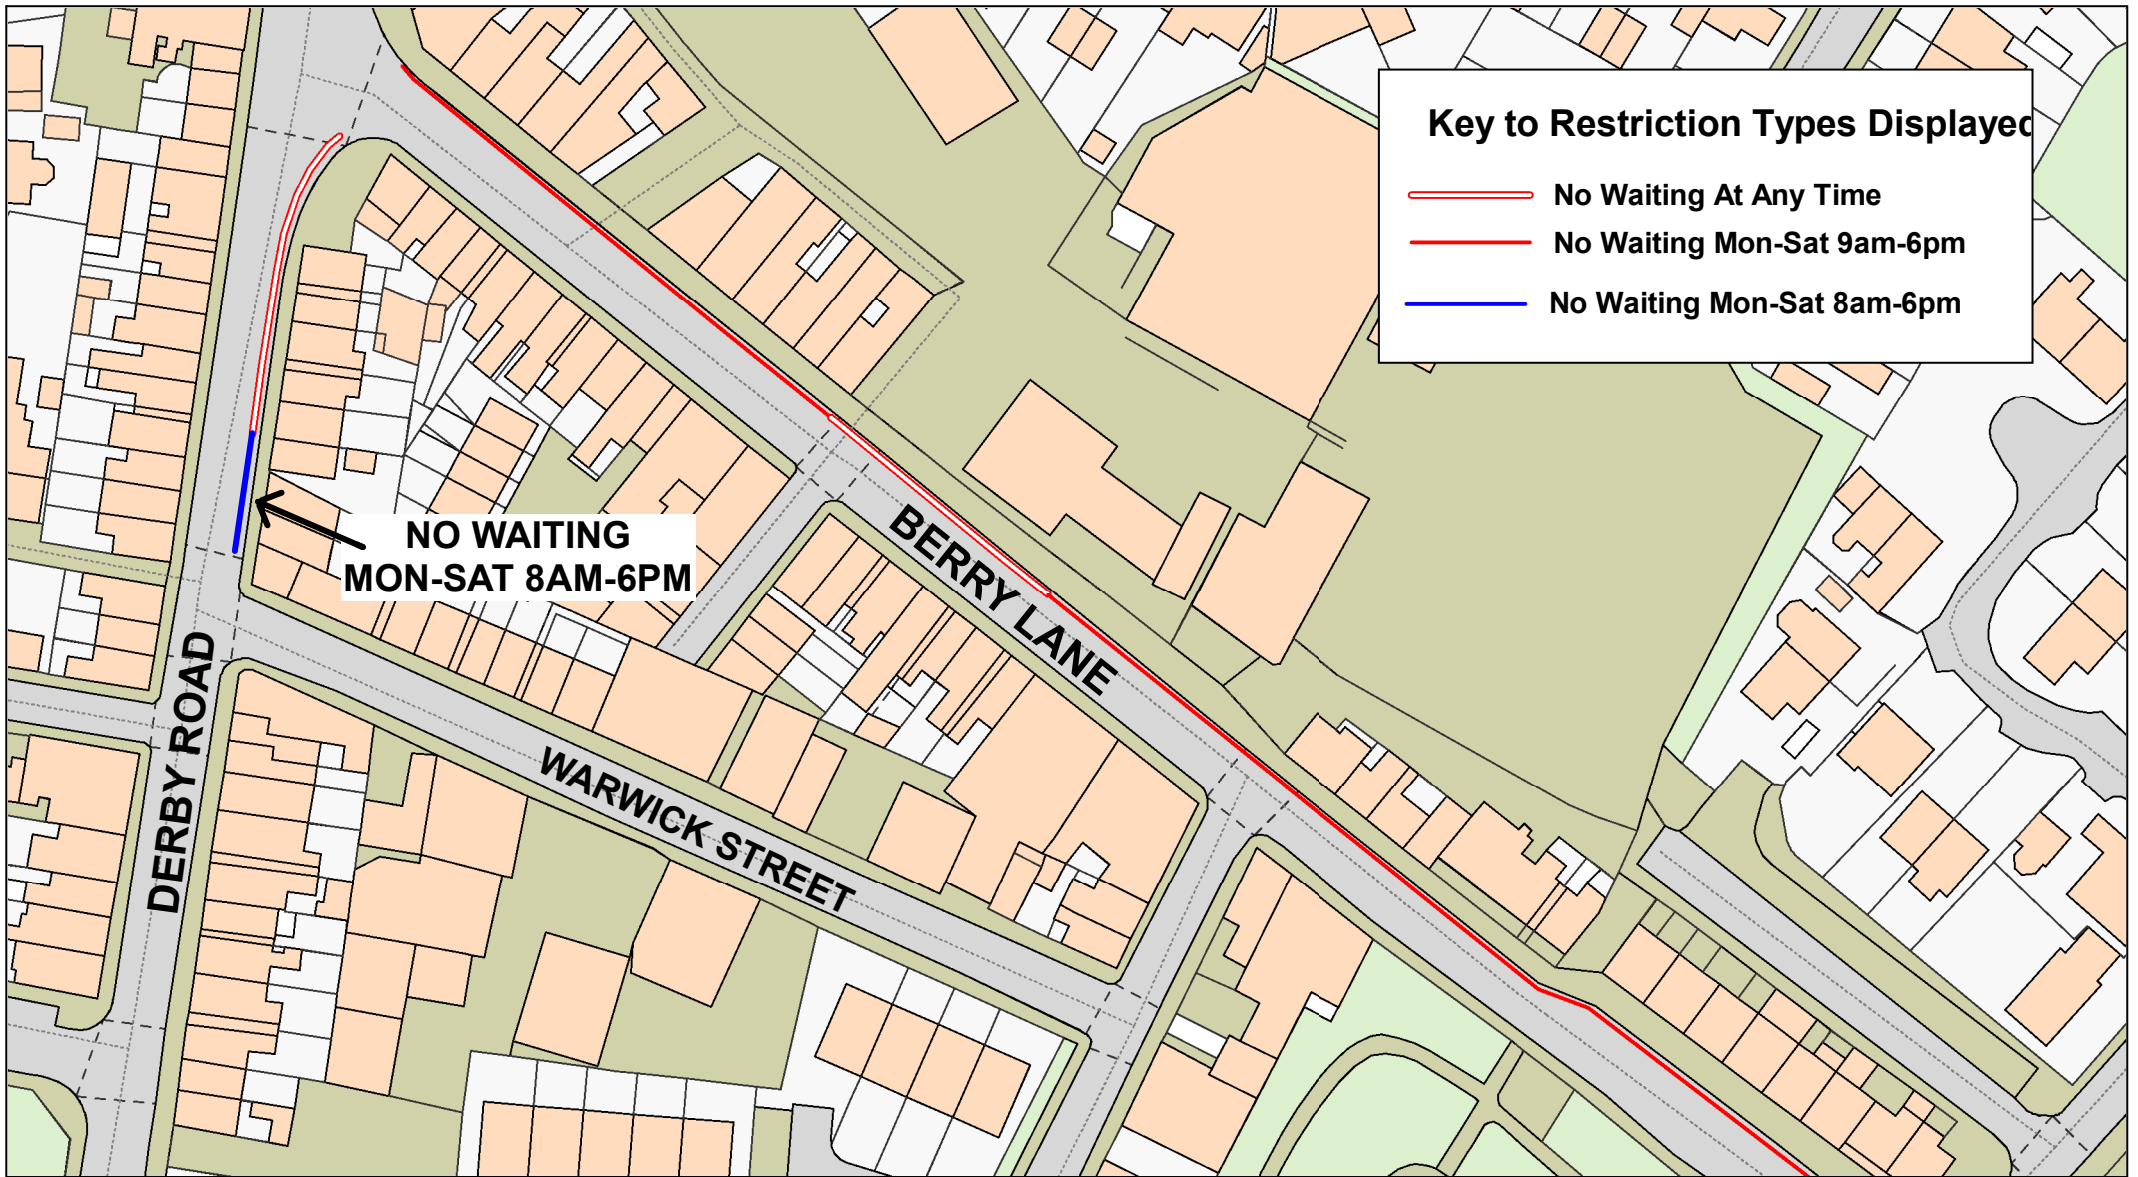 Key to Restriction Types Displayed
No Waiting At Any Time
No Waiting Mon-Sat 9am-6pm
No Waiting Mon-Sat 8am-6pm
NO WAITING
MON-SAT 8AM-6PM
BERRY LANE
DERBY ROAD
WARWICK STREET